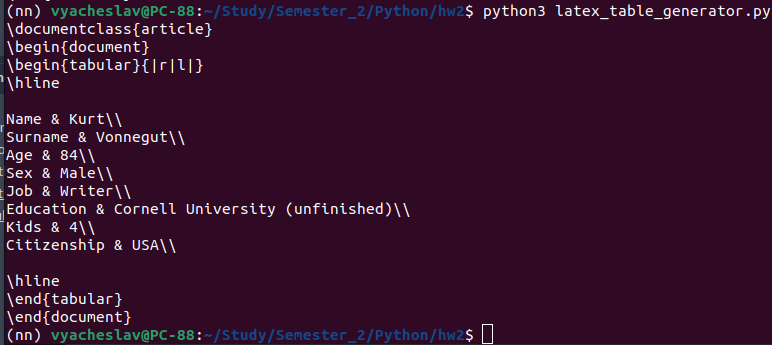 (nn) vyacheslav@PC-88:~/Study/Semester_2/Python/hw2$ python3 latex_table_generator.py
\documentclass{article}
\begin{document}
\begin{tabular}{|r|l|}
\hline
Name & Kurt\\
Surname & Vonnegut\\
Age & 84\\
Sex & Male\\
Job & Writer\\
Education & Cornell University (unfinished)\\
Kids & 4\\
Citizenship & USA\\
\hline
\end{tabular}
\end{document}
(nn) vyacheslav@PC-88:~/Study/Semester_2/Python/hw2$